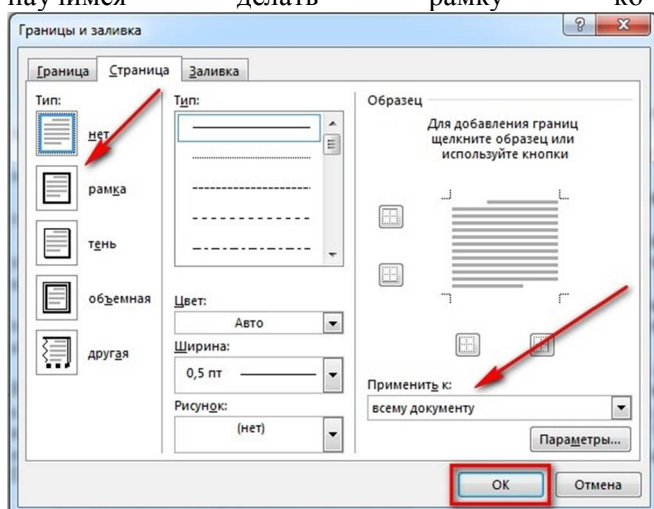 научимся делать рамку ко
Границы и заливка
Граница Страница Заливка
Тип:
нет
рамка
тень
объемная
другая
Тип:
Цвет:
Авто
Ширина:
0,5 пт
Рисунок:
(нет)
Образец
Для добавления границ
щелкните образец или
используйте кнопки
Применить к:
всему документу
Параметры...
ОК Отмена